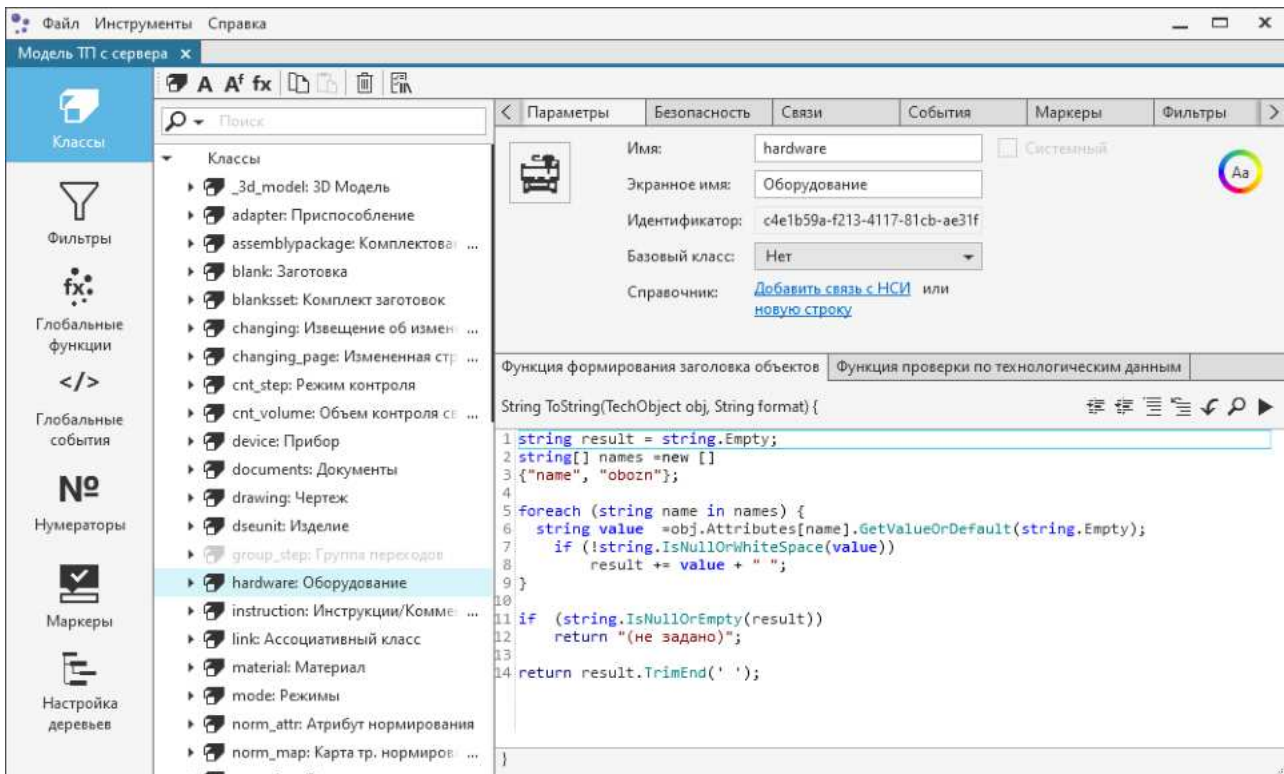 Файл Инструменты Справка
Модель ТП с сервера x
Классы
Фильтры
fx
Глобальные
функции
</>
Глобальные
события
№
Нумераторы
Маркеры
Настройка
деревьев
A Af fx
Поиск
Классы
_3d_model: 3D Модель
adapter: Приспособление
assemblypackage: Комплектова ...
blank: Заготовка
blanksset: Комплект заготовок
changing: Извещение об измен ...
changing_page: Измененная стр ...
cnt_step: Режим контроля
cnt_volume: Объем контроля св ...
device: Прибор
documents: Документы
drawing: Чертеж
dseunit: Изделие
group_step: Группа переходов
hardware: Оборудование
instruction: Инструкции/Комме ...
link: Ассоциативный класс
material: Материал
mode: Режимы
norm_attr: Атрибут нормирования
norm_map: Карта тр. нормиров ...
< Параметры Безопасность Связи События Маркеры Фильтры >
Имя: hardware Системный
Экранное имя: Оборудование
Aa
Идентификатор: c4e1b59a-f213-4117-81cb-ae31f
Базовый класс: Нет
Справочник: Добавить связь с НСИ или
новую строку
Функция формирования заголовка объектов Функция проверки по технологическим данным
String ToString(TechObject obj, String format) {
1 string result = string.Empty;
2 string[] names =new []
3 {"name", "obozn"};
4
5 foreach (string name in names) {
6 string value =obj.Attributes[name].GetValueOrDefault(string.Empty);
7 if (!string.IsNullOrWhiteSpace(value))
8 result += value + " ";
9 }
10
11 if (string.IsNullOrEmpty(result))
12 return "(не задано)";
13
14 return result.TrimEnd(' ');
}